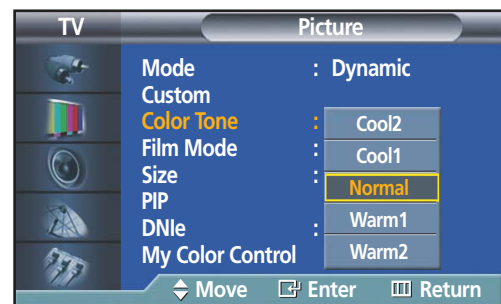 TV Picture
Mode : Dynamic
Custom
Color Tone : Cool2
Film Mode : Cool1
Size : Normal
PIP
DNIe : Warm1
My Color Control Warm2
Move Enter Return